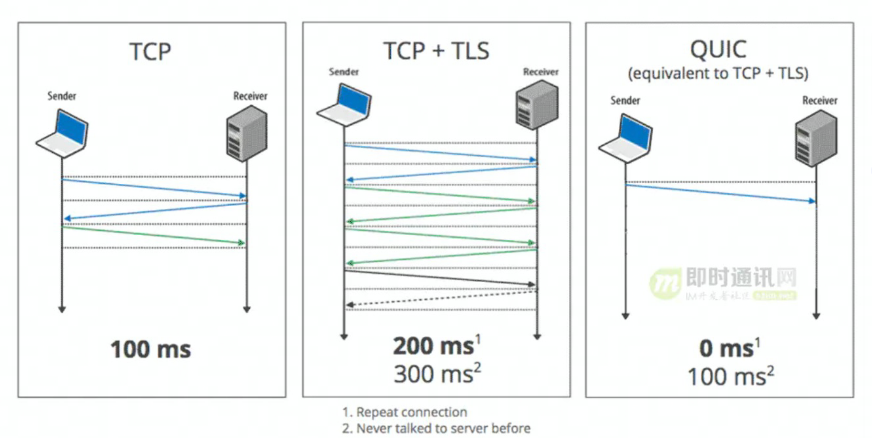 TCP
Sender
Receiver
100 ms
TCP + TLS
Sender
Receiver
200 ms¹
300 ms²
QUIC
(equivalent to TCP + TLS)
Sender
Receiver
即时通讯网
0 ms¹
100 ms²
1. Repeat connection
2. Never talked to server before